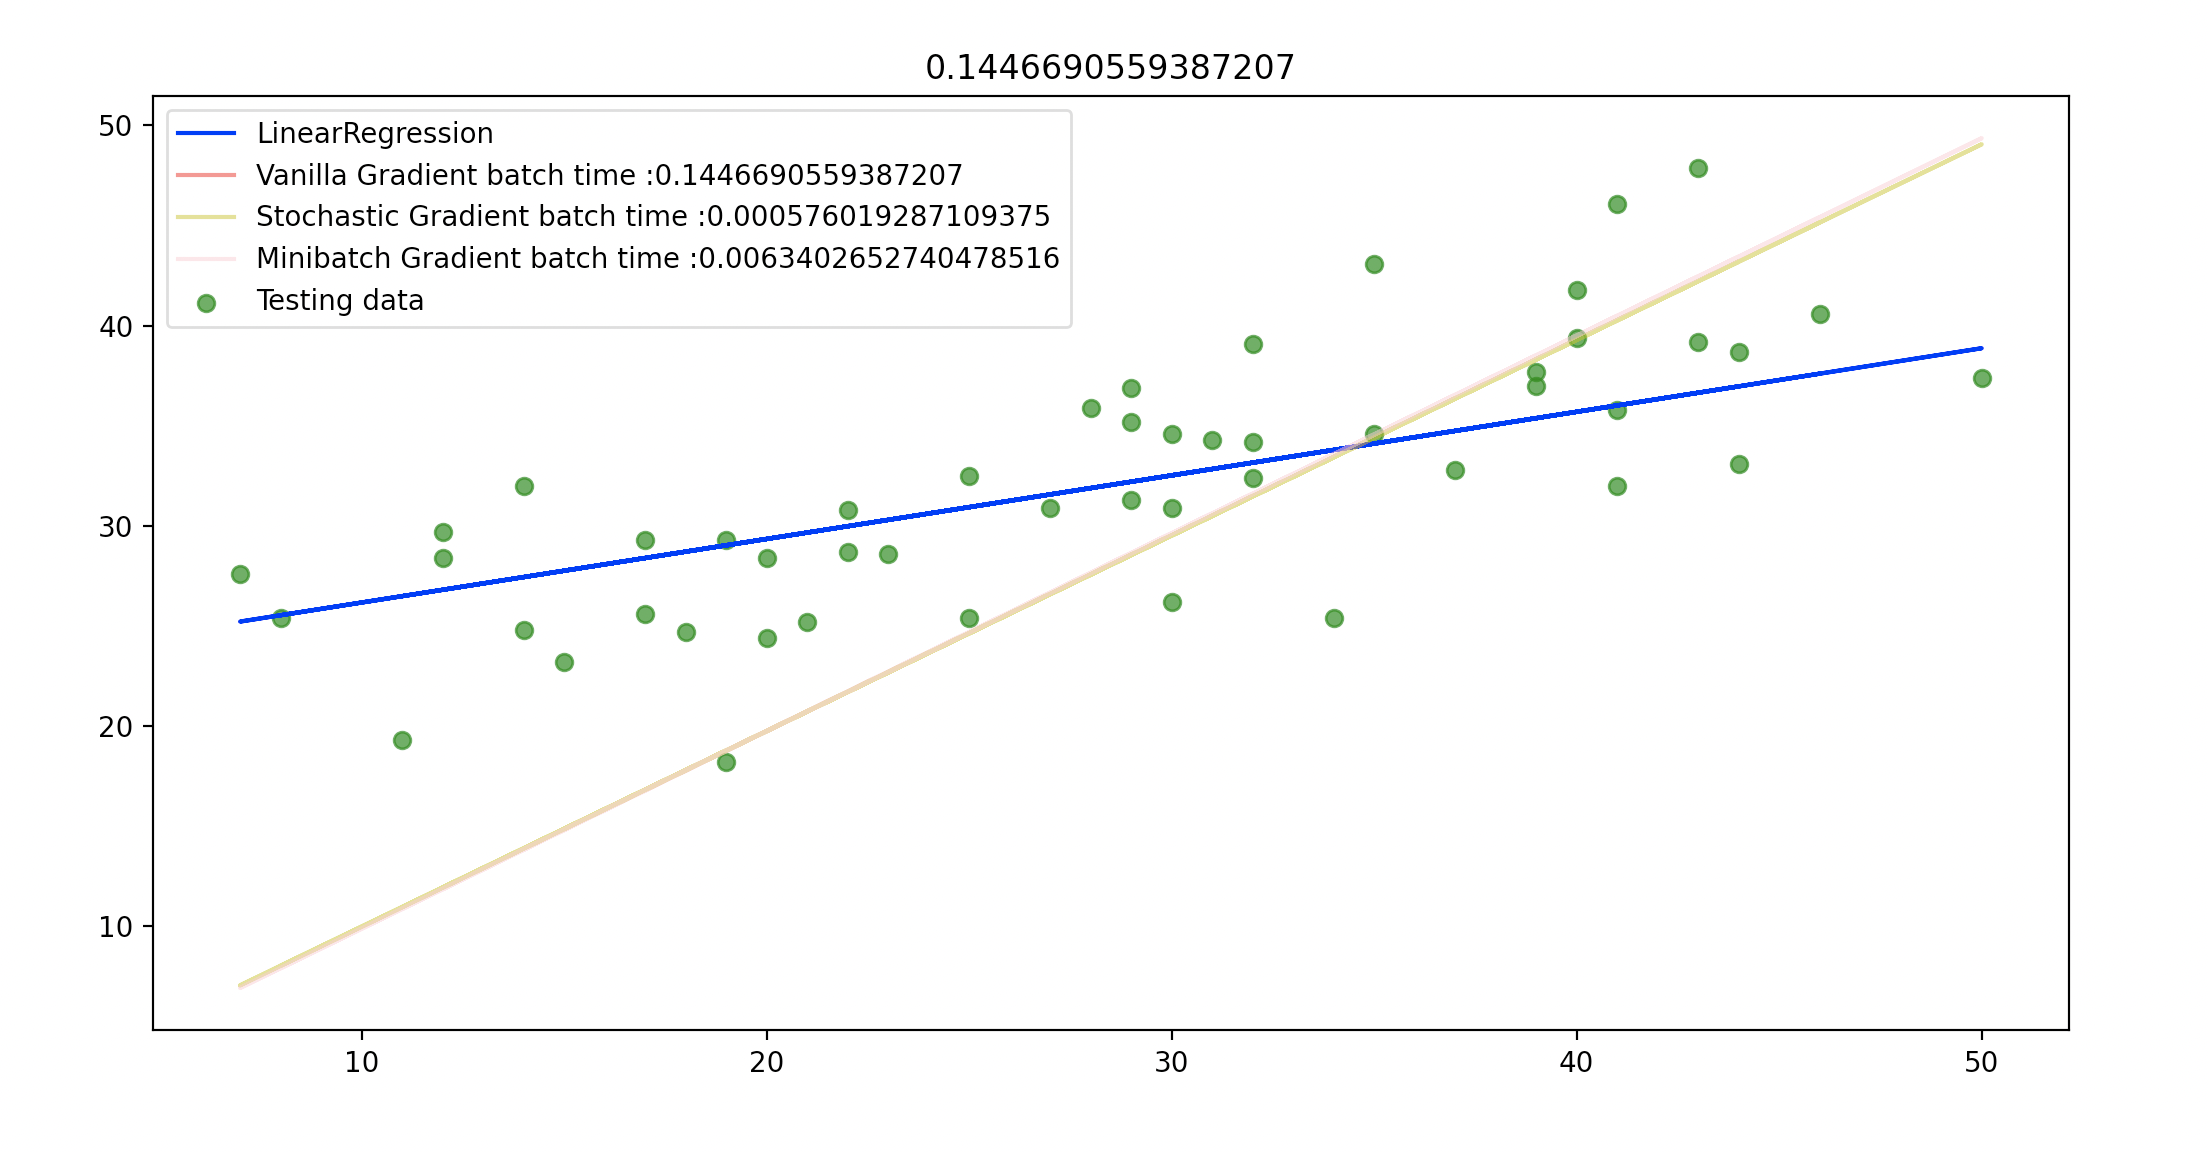 0.1446690559387207
LinearRegression
Vanilla Gradient batch time :0.1446690559387207
Stochastic Gradient batch time :0.000576019287109375
Minibatch Gradient batch time :0.0063402652740478516
Testing data
50
40
30
20
10
10 20 30 40 50